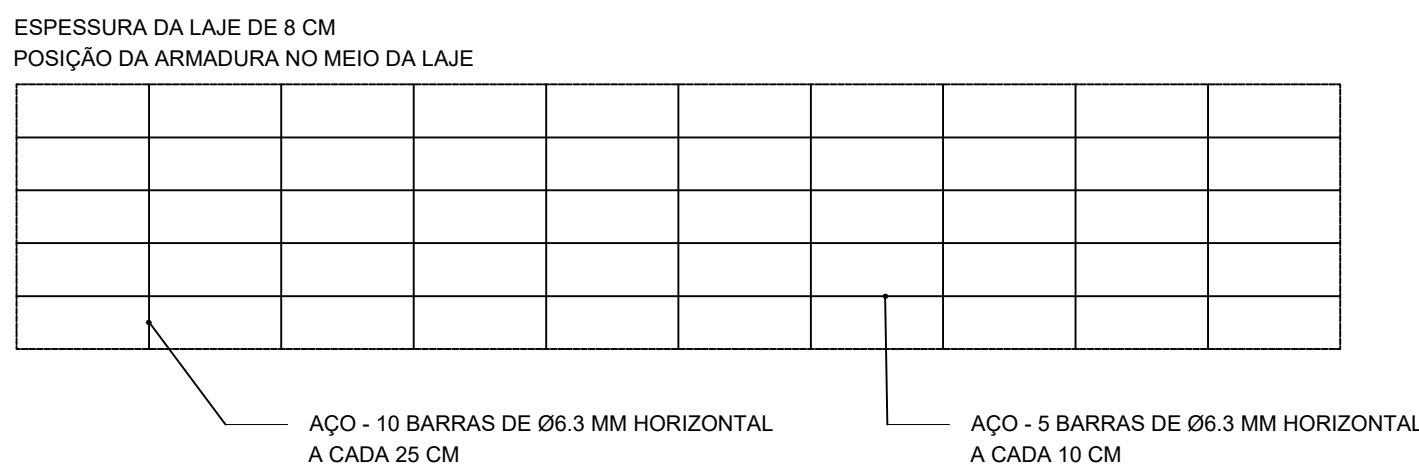 ESPESSURA DA LAJE DE 8 CM
POSIÇÃO DA ARMADURA NO MEIO DA LAJE
AÇO - 10 BARRAS DE Ø6.3 MM HORIZONTAL
A CADA 25 CM
AÇO - 5 BARRAS DE Ø6.3 MM HORIZONTAL
A CADA 10 CM